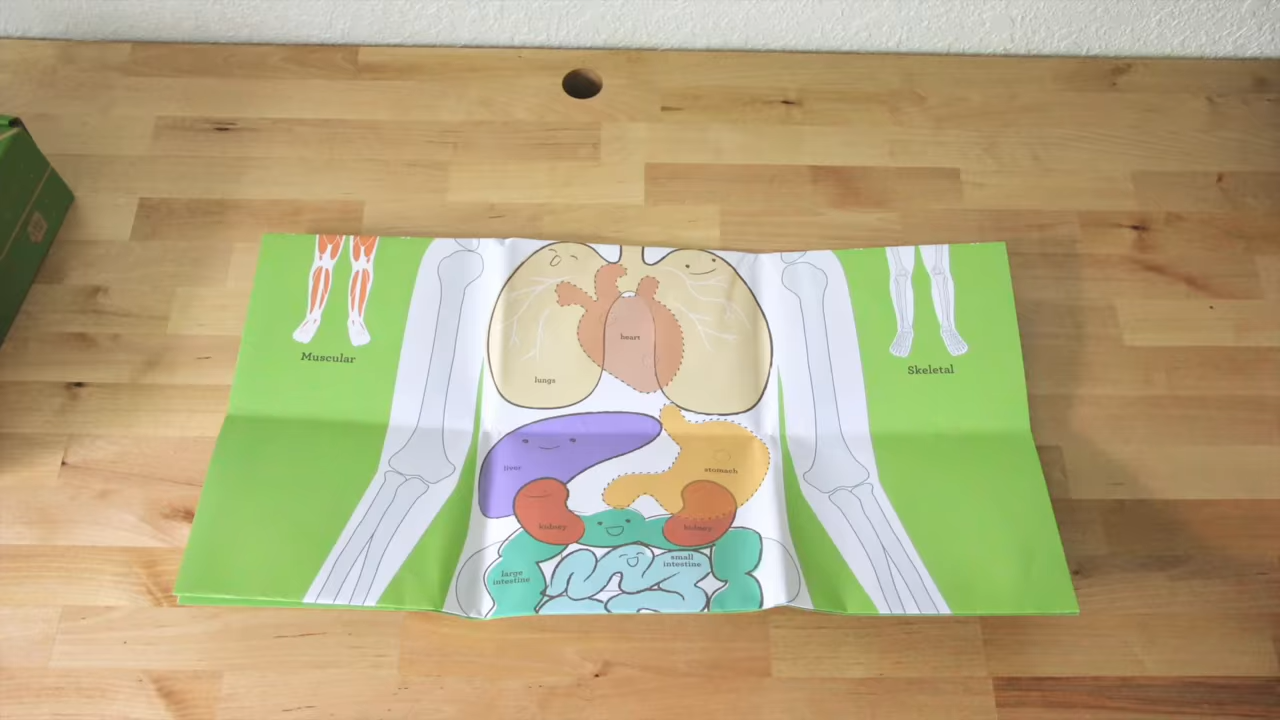 Muscular
Skeletal
heart
lungs
liver
stomach
kidney
kidney
large
intestine
small
intestine